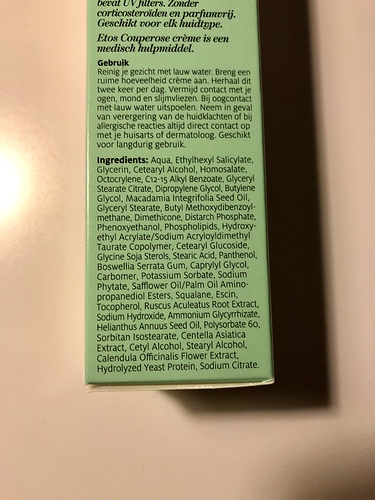 bevat UV filters. Zonder
corticosteroïden en parfumvrij.
Geschikt voor elk huidtype.
Etos Couperose crème is een
medisch hulpmiddel.
Gebruik
Reinig je gezicht met lauw water. Breng een
ruime hoeveelheid crème aan. Herhaal dit
twee keer per dag. Vermijd contact met je
ogen, mond en slijmvliezen. Bij oogcontact
met lauw water uitspoelen. Neem in geval
van verergering van de huidklachten of bij
allergische reacties altijd direct contact op
met je huisarts of dermatoloog. Geschikt
voor langdurig gebruik.
Ingredients: Aqua, Ethylhexyl Salicylate,
Glycerin, Cetearyl Alcohol, Homosalate,
Octocrylene, C12-15 Alkyl Benzoate, Glyceryl
Stearate Citrate, Dipropylene Glycol, Butylene
Glycol, Macadamia Integrifolia Seed Oil,
Glyceryl Stearate, Butyl Methoxydibenzoyl-
methane, Dimethicone, Distarch Phosphate,
Phenoxyethanol, Phospholipids, Hydroxy-
ethyl Acrylate/Sodium Acryloyldimethyl
Taurate Copolymer, Cetearyl Glucoside,
Glycine Soja Sterols, Stearic Acid, Panthenol,
Boswellia Serrata Gum, Caprylyl Glycol,
Carbomer, Potassium Sorbate, Sodium
Phytate, Safflower Oil/Palm Oil Amino-
propanediol Esters, Squalane, Escin,
Tocopherol, Ruscus Aculeatus Root Extract,
Sodium Hydroxide, Ammonium Glycyrrhizate,
Helianthus Annuus Seed Oil, Polysorbate 60,
Sorbitan Isostearate, Centella Asiatica
Extract, Cetyl Alcohol, Stearyl Alcohol,
Calendula Officinalis Flower Extract,
Hydrolyzed Yeast Protein, Sodium Citrate.